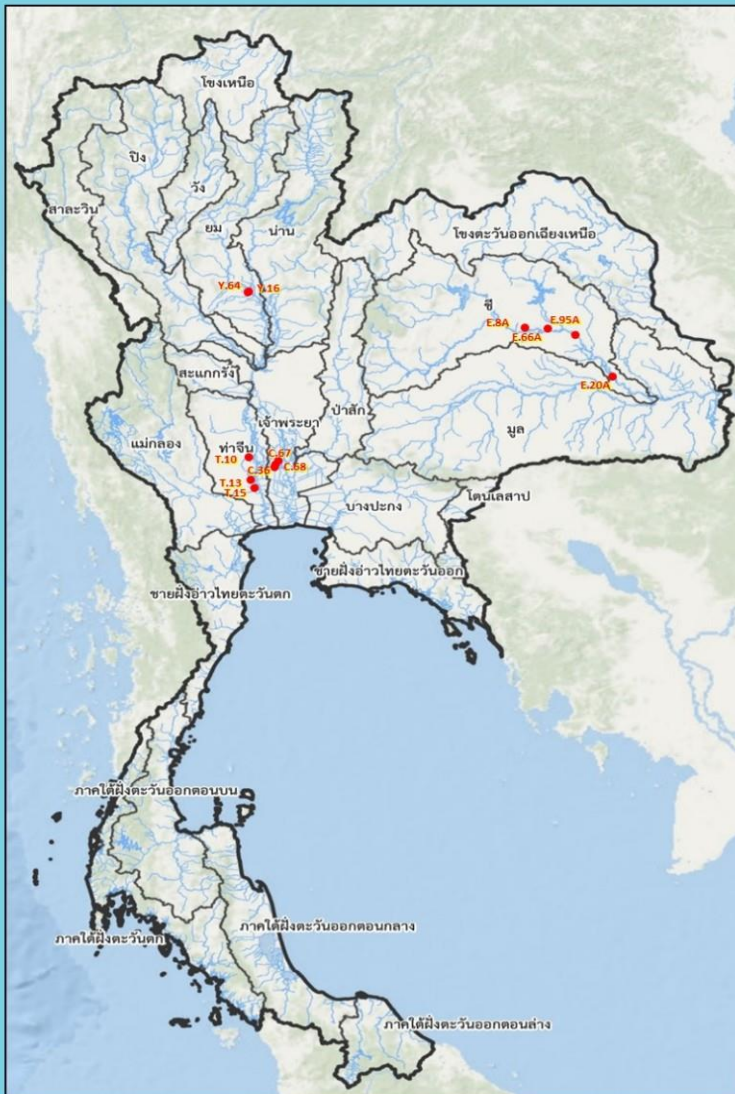 โขงเหนือ
ปิง
วัง
สาละวิน
ยม
น่าน
โขงตะวันออกเฉียงเหนือ
Y.64
Y.16
ชี
E.8A
E.95A
E.66A
สะแกกรัง
E.20A
เจ้าพระยา
ป่าสัก
มูล
แม่กลอง
ท่าจีน
T.10
C.67
C.36
C.68
T.13
T.15
บางปะกง
โตนเลสาป
ชายฝั่งอ่าวไทยตะวันออก
ชายฝั่งอ่าวไทยตะวันตก
ภาคใต้ฝั่งตะวันออกตอนบน
ภาคใต้ฝั่งตะวันออกตอนกลาง
ภาคใต้ฝั่งตะวันตก
ภาคใต้ฝั่งตะวันออกตอนล่าง